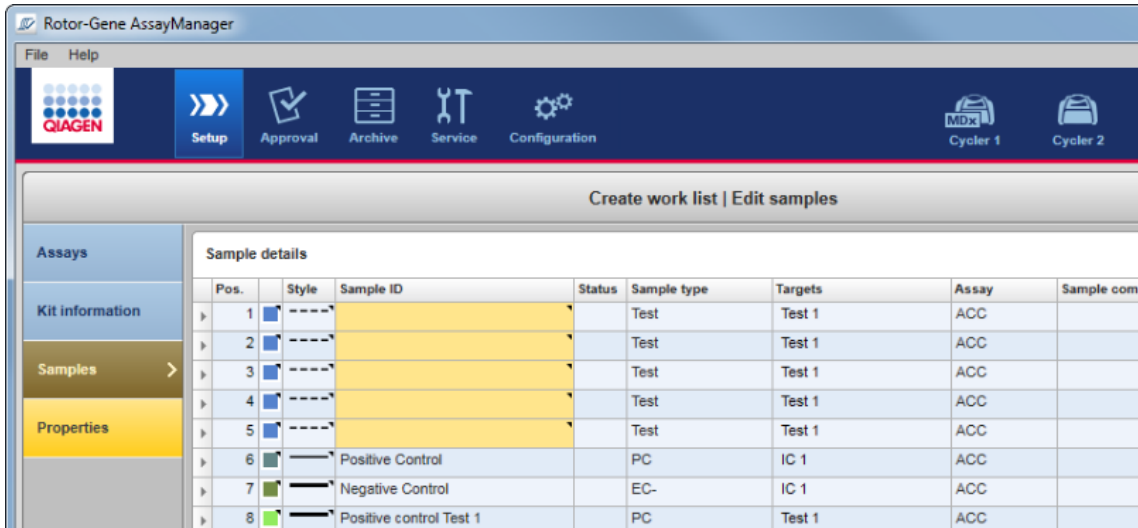 Rotor-Gene AssayManager
File Help
QIAGEN
Setup Approval Archive Service Configuration MDx Cycler 1 Cycler 2
Create work list | Edit samples
Assays
Kit information
Samples
Properties
Sample details
Pos. Style Sample ID Status Sample type Targets Assay Sample com
1 Test Test 1 ACC
2 Test Test 1 ACC
3 Test Test 1 ACC
4 Test Test 1 ACC
5 Test Test 1 ACC
6 Positive Control PC IC 1 ACC
7 Negative Control EC- IC 1 ACC
8 Positive control Test 1 PC Test 1 ACC